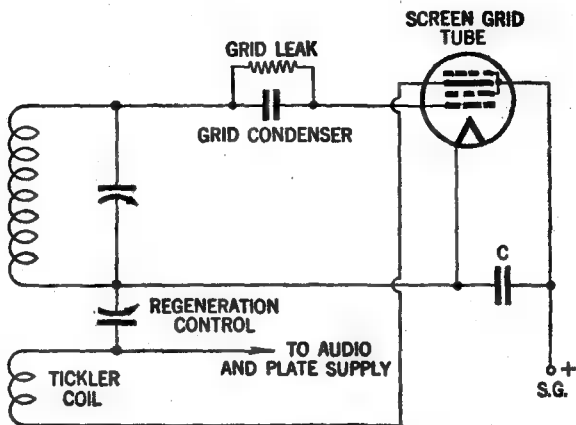 SCREEN GRID
TUBE
GRID LEAK
GRID CONDENSER
C
REGENERATION
CONTROL
TO AUDIO
AND PLATE SUPPLY
TICKLER
COIL
+
S.G.